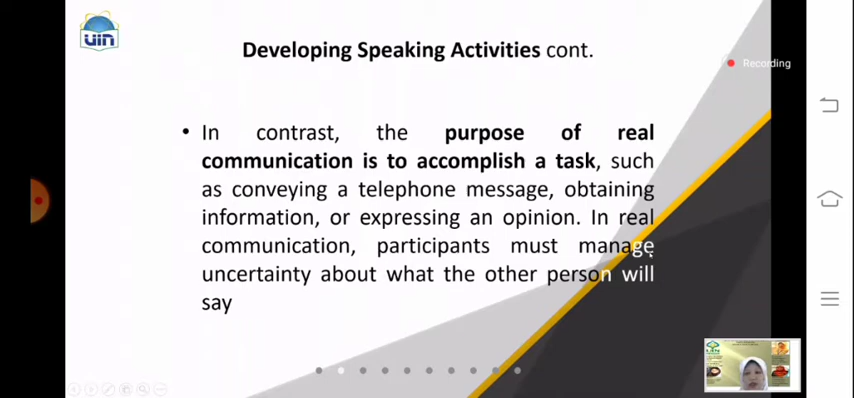 uin
Developing Speaking Activities cont.
Recording
• In contrast, the purpose of real
communication is to accomplish a task, such
as conveying a telephone message, obtaining
information, or expressing an opinion. In real
communication, participants must manage
uncertainty about what the other person will
say